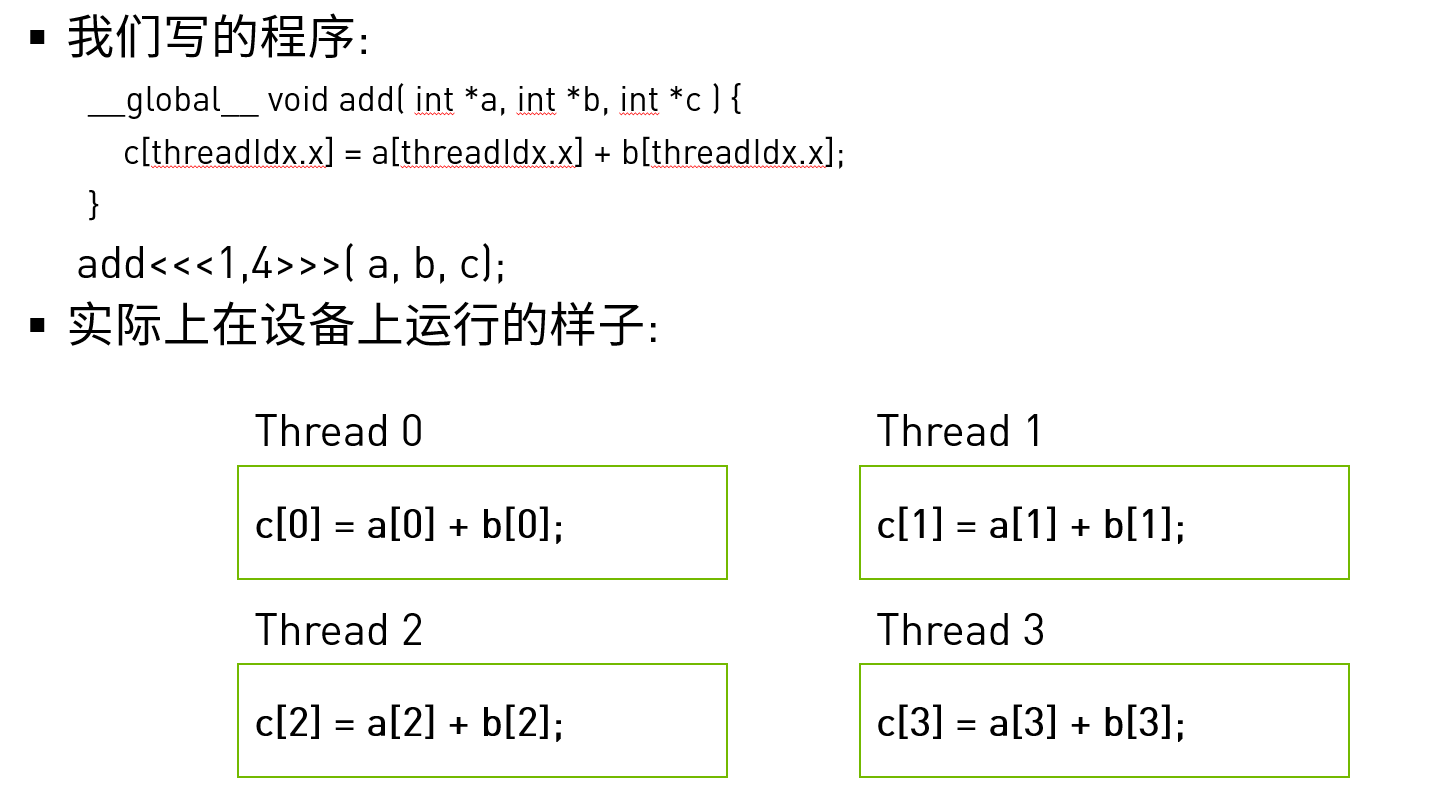 ▪ 我们写的程序:
__global__ void add( int *a, int *b, int *c ) {
c[threadIdx.x] = a[threadIdx.x] + b[threadIdx.x];
}
add<<<1,4>>>( a, b, c);
▪ 实际上在设备上运行的样子:
Thread 0
c[0] = a[0] + b[0];
Thread 1
c[1] = a[1] + b[1];
Thread 2
c[2] = a[2] + b[2];
Thread 3
c[3] = a[3] + b[3];